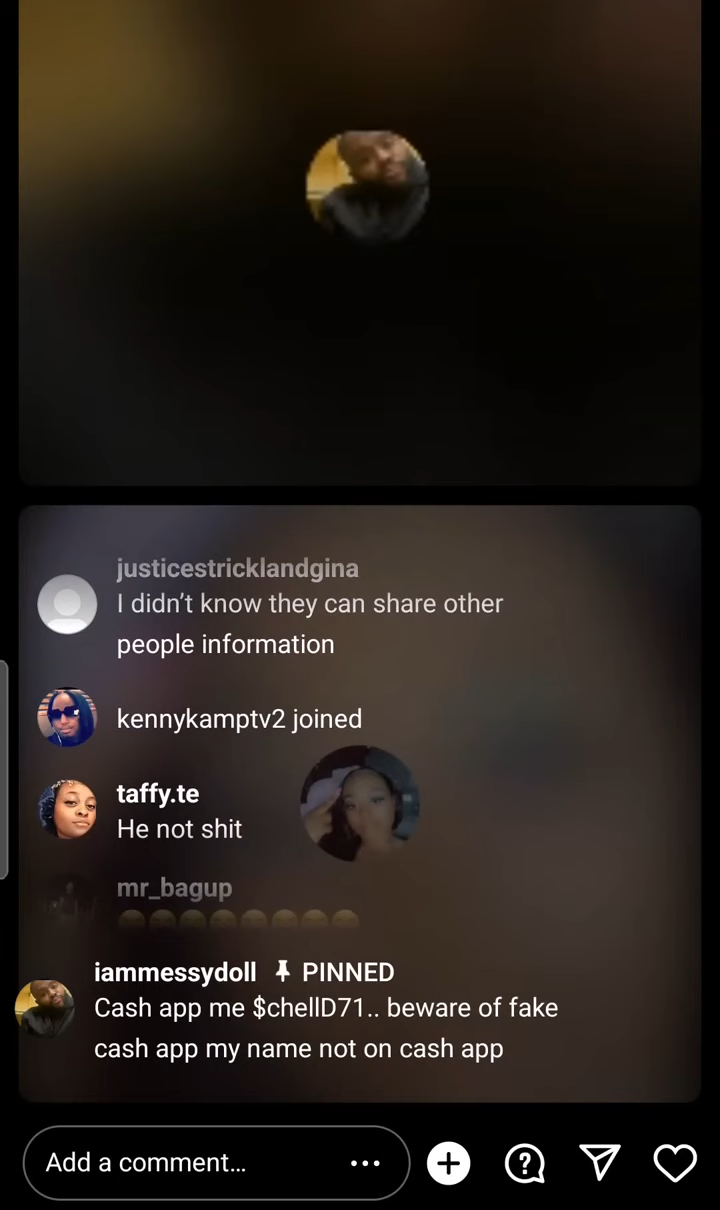 justicestricklandgina
I didn’t know they can share other
people information
kennykamptv2 joined
taffy.te
He not shit
mr_bagup
iammessydoll PINNED
Cash app me $chellD71.. beware of fake
cash app my name not on cash app
Add a comment…